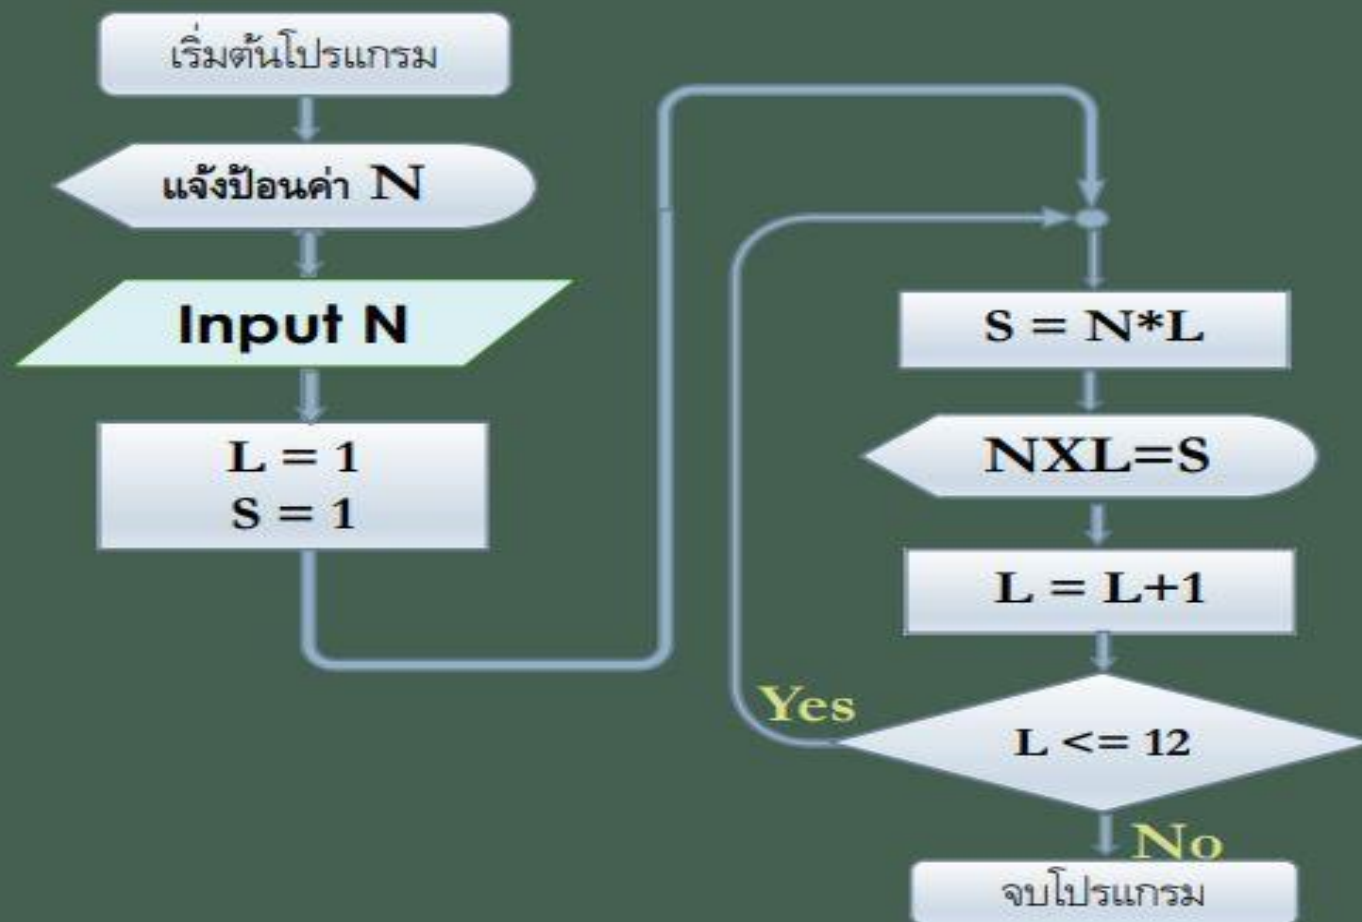 เริ่มต้นโปรแกรม
แจ้งป้อนค่า N
Input N
L = 1
S = 1
S = N*L
NXL=S
L = L+1
L <= 12
Yes
No
จบโปรแกรม